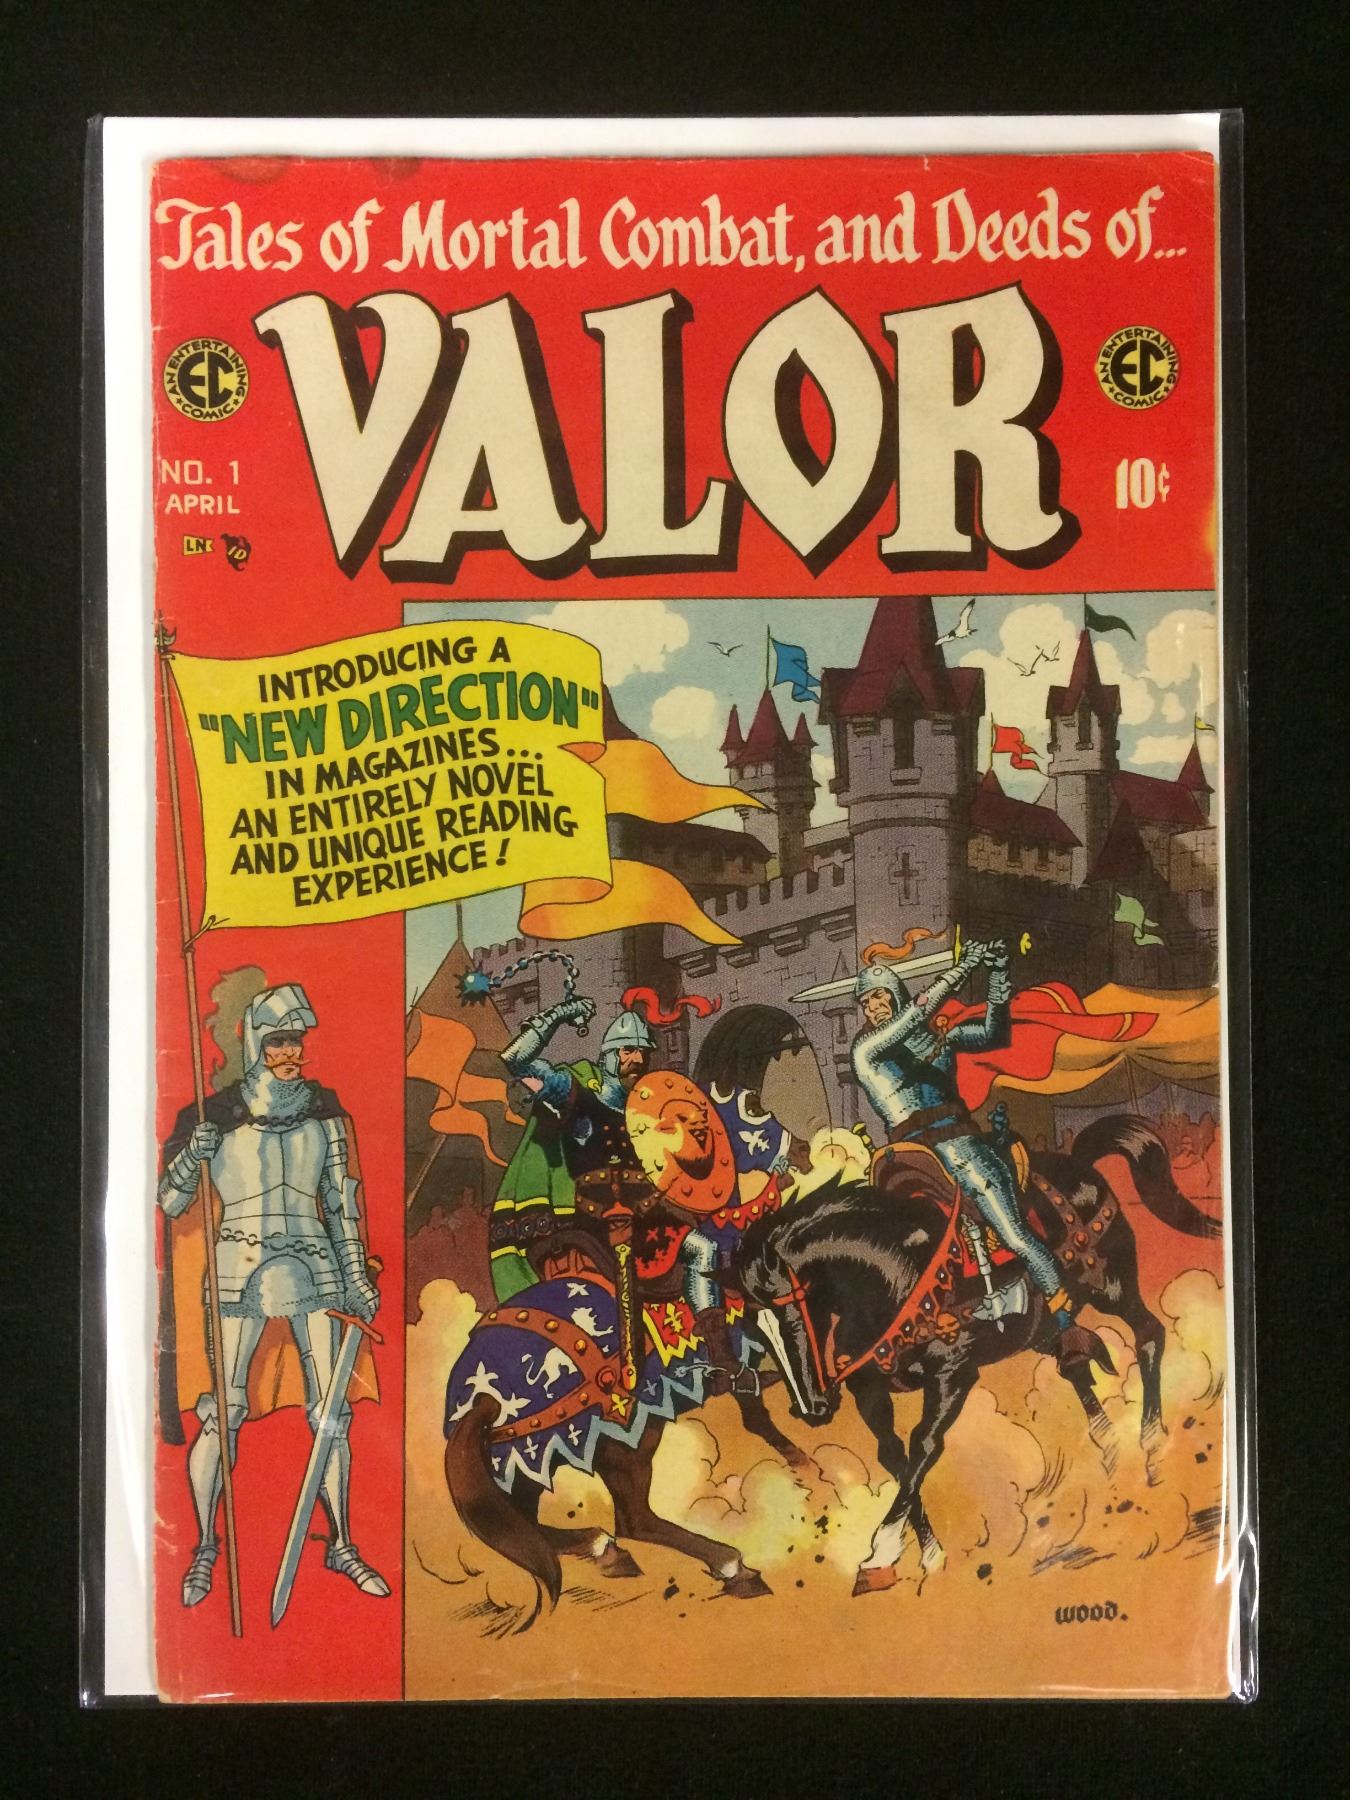 Tales of Mortal Combat, and Deeds of...
VALOR
AN ENTERTAINING
EC
COMIC
AN ENTERTAINING
EC
COMIC
NO. 1
APRIL
10¢
INTRODUCING A
"NEW DIRECTION"
IN MAGAZINES...
AN ENTIRELY NOVEL
AND UNIQUE READING
EXPERIENCE!
WOOD.